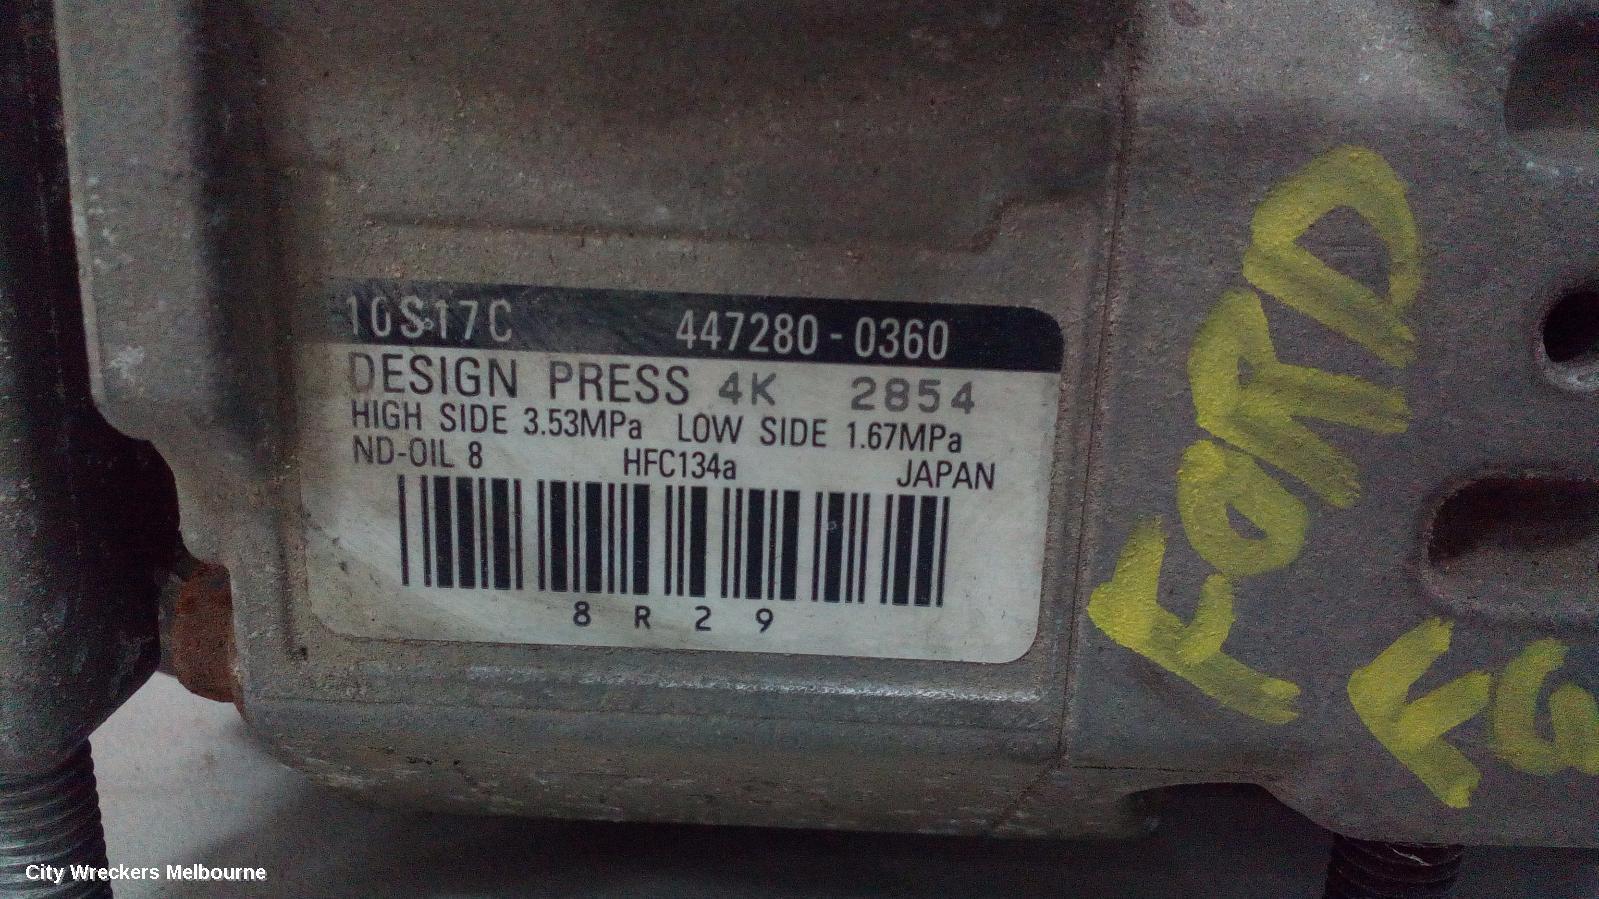 10S17C 447280-0360
DESIGN PRESS 4K 2854
HIGH SIDE 3.53MPa LOW SIDE 1.67MPa
ND-OIL 8 HFC134a JAPAN
8 R 2 9
FORD
FG
City Wreckers Melbourne